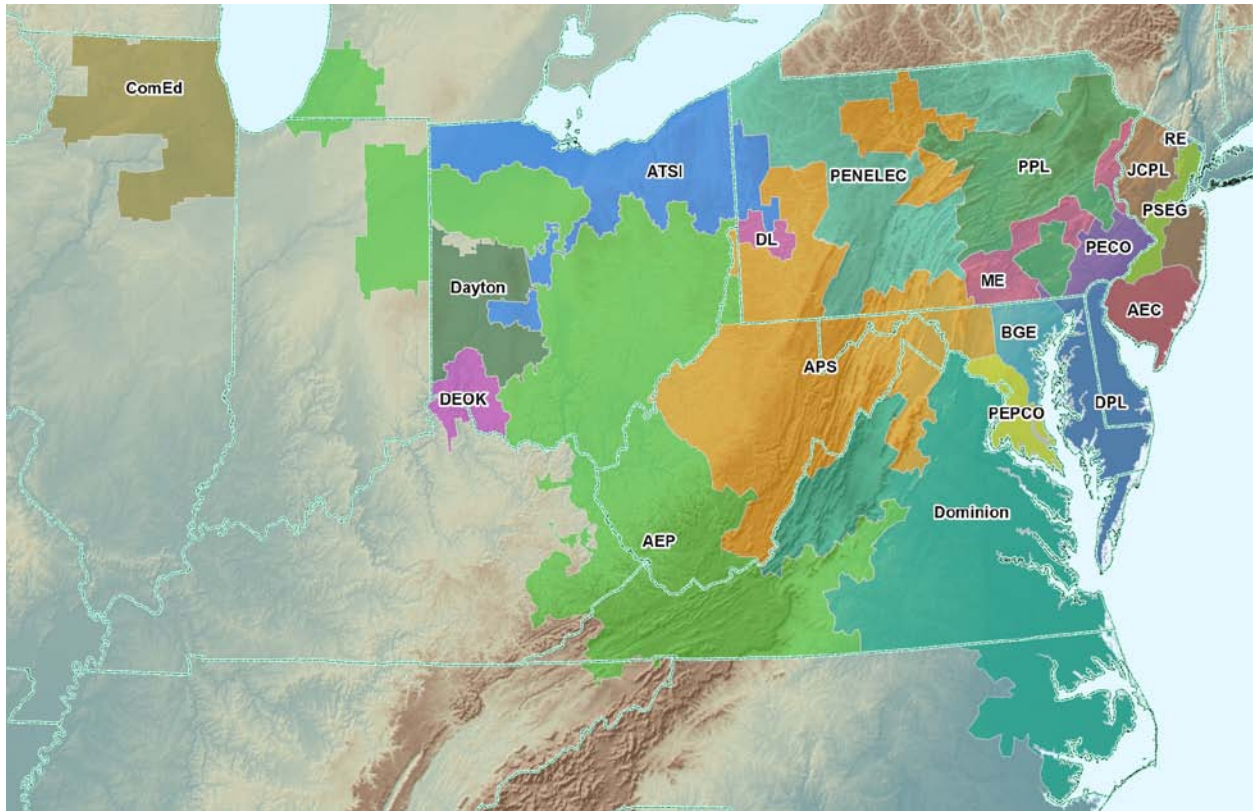 ComEd
RE
ATSI
PENELEC
PPL
JCPL
PSEG
DL
PECO
Dayton
ME
AEC
BGE
APS
DEOK
PEPCO
DPL
Dominion
AEP